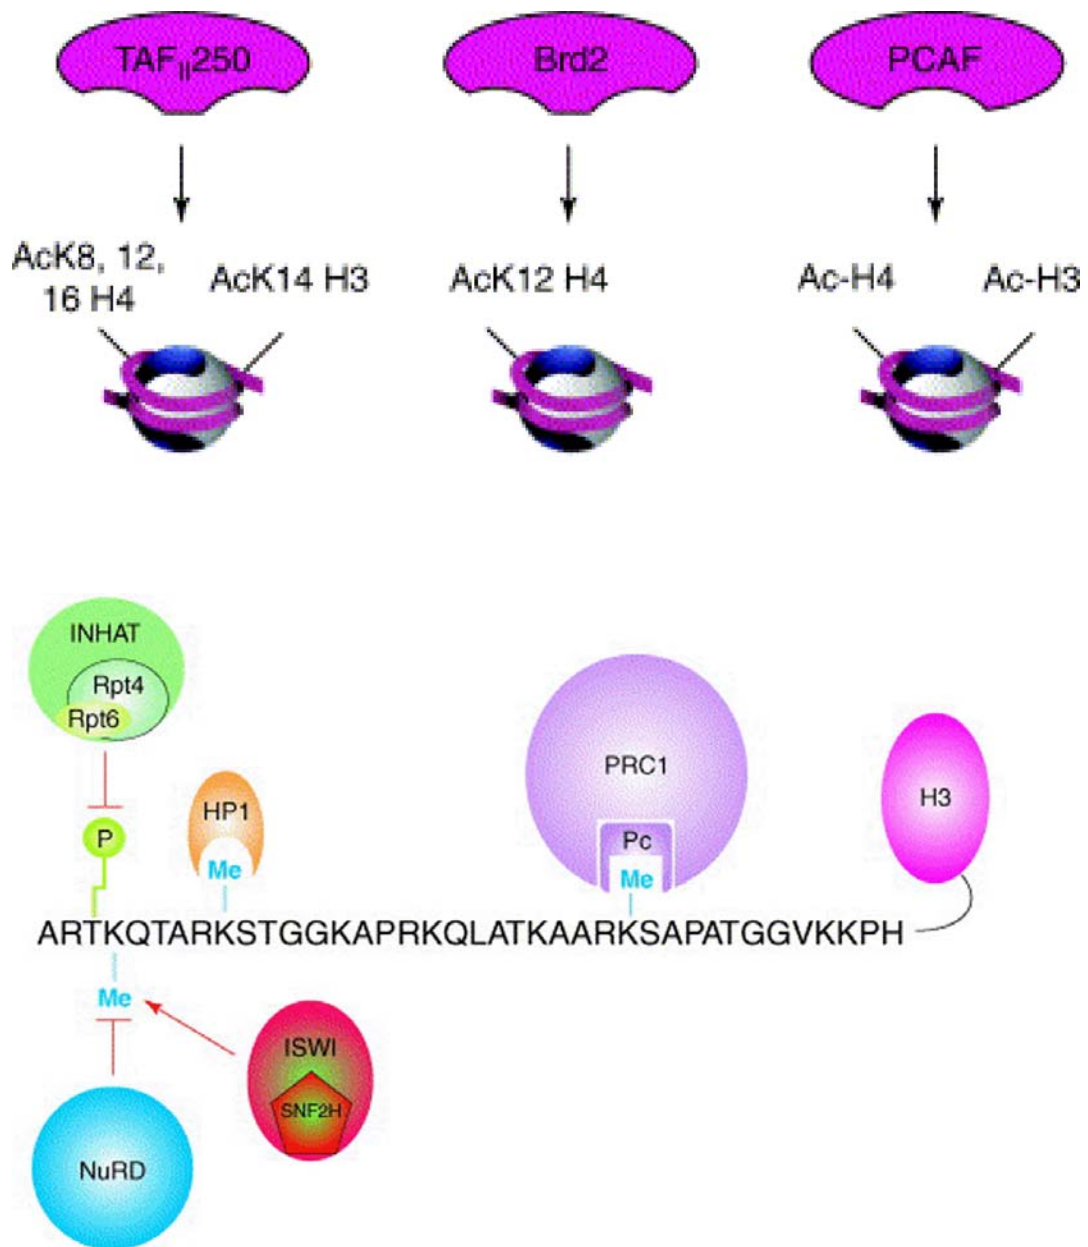 TAFII250
Brd2
PCAF
AcK8, 12,
16 H4
AcK14 H3
AcK12 H4
Ac-H4
Ac-H3
INHAT
Rpt4
Rpt6
P
HP1
Me
PRC1
Pc
Me
H3
ARTKQTARKSTGGKAPRKQLATKAARKSAPATGGVKKPH
Me
ISWI
SNF2H
NuRD